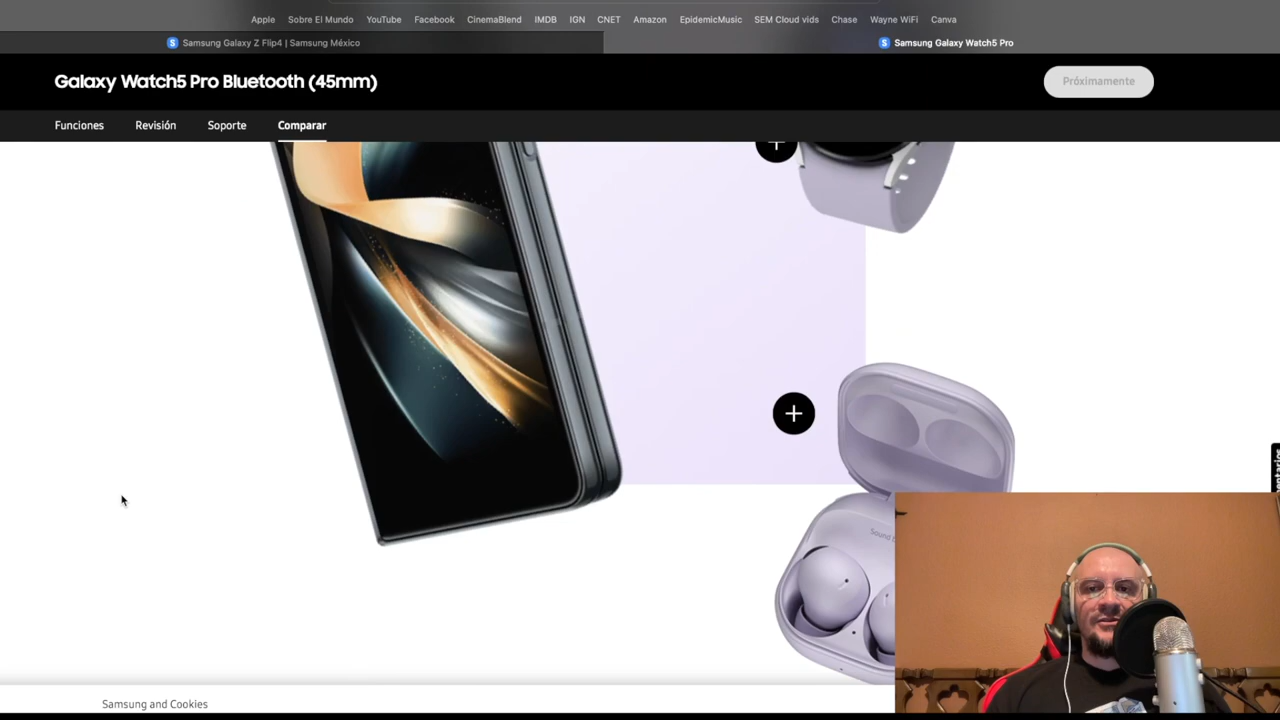 Apple Sobre El Mundo YouTube Facebook CinemaBlend IMDB IGN CNET Amazon EpidemicMusic SEM Cloud vids Chase Wayne WiFi Canva
Samsung Galaxy Z Flip4 | Samsung México
Samsung Galaxy Watch5 Pro
Galaxy Watch5 Pro Bluetooth (45mm)
Próximamente
Funciones Revisión Soporte Comparar
Sound
Samsung and Cookies